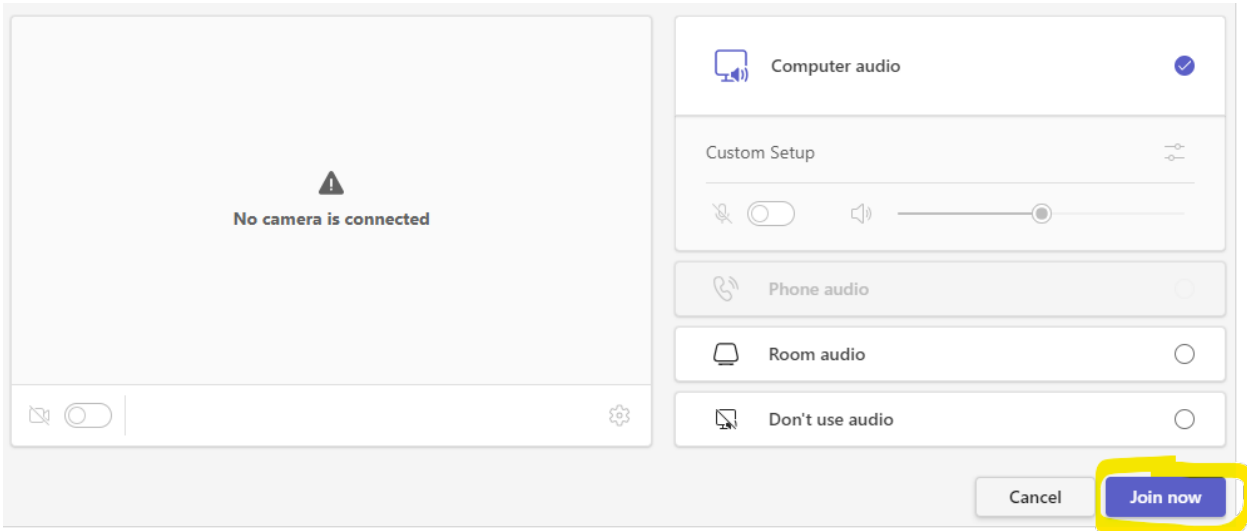 No camera is connected
Computer audio
Custom Setup
Phone audio
Room audio
Don't use audio
Cancel
Join now